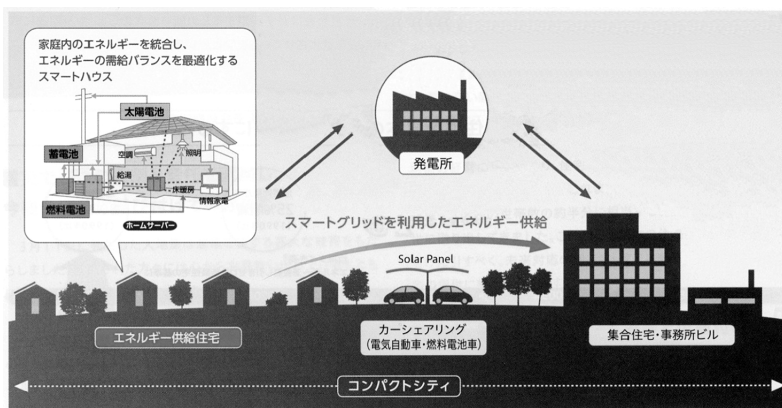 家庭内のエネルギーを統合し、
エネルギーの需給バランスを最適化する
スマートハウス
太陽電池
蓄電池
空調
照明
給湯
床暖房
情報家電
燃料電池
ホームサーバー
発電所
スマートグリッドを利用したエネルギー供給
Solar Panel
エネルギー供給住宅
カーシェアリング
(電気自動車・燃料電池車)
集合住宅・事務所ビル
コンパクトシティ